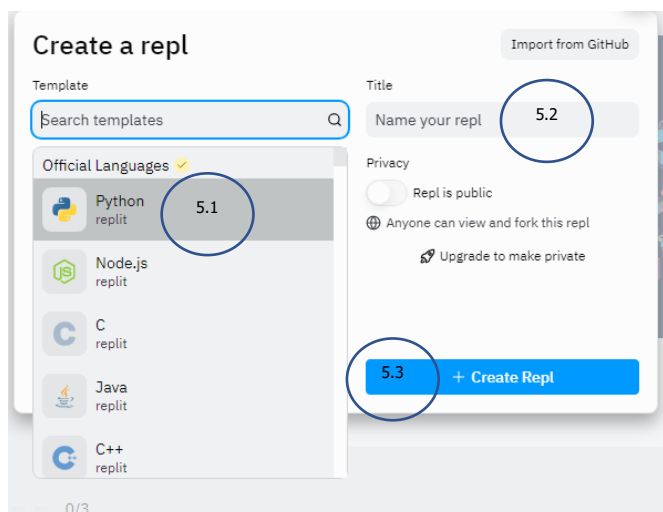 Create a repl
Import from GitHub
Template
Search templates
Official Languages
Python
replit
5.1
Node.js
replit
C
replit
Java
replit
C++
replit
Title
Name your repl
5.2
Privacy
Repl is public
Anyone can view and fork this repl
Upgrade to make private
5.3
+ Create Repl
0/3